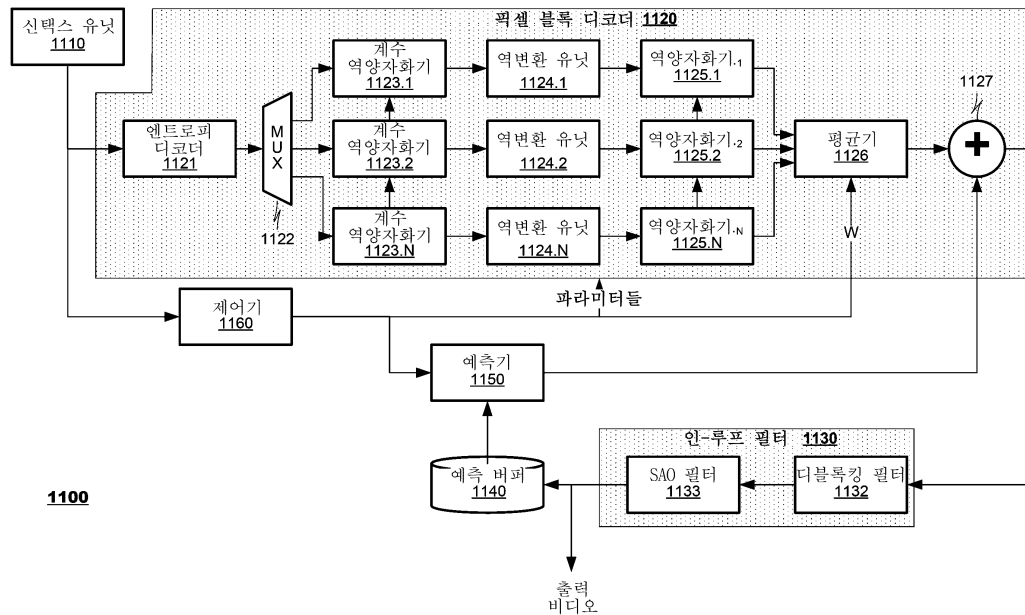 신택스 유닛
1110
픽셀 블록 디코더 1120
엔트로피
디코더
1121
MUX
1122
계수
역양자화기
1123.1
역변환 유닛
1124.1
역양자화기.1
1125.1
계수
역양자화기
1123.2
역변환 유닛
1124.2
역양자화기.2
1125.2
계수
역양자화기
1123.N
역변환 유닛
1124.N
역양자화기.N
1125.N
평균기
1126
1127
+
W
파라미터들
제어기
1160
예측기
1150
인-루프 필터 1130
예측 버퍼
1140
SAO 필터
1133
디블록킹 필터
1132
1100
출력
비디오